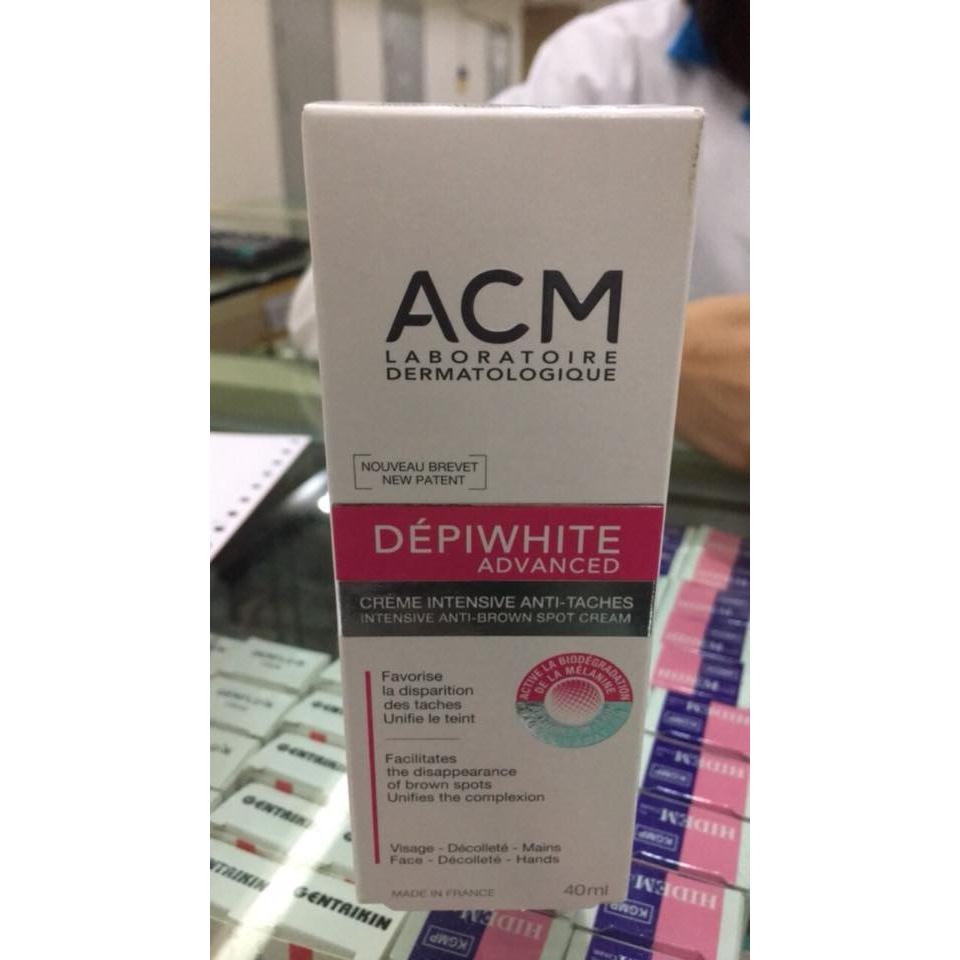 ACM
LABORATOIRE
DERMATOLOGIQUE
NOUVEAU BREVET
NEW PATENT
DÉPIWHITE
ADVANCED
CRÈME INTENSIVE ANTI-TACHES
INTENSIVE ANTI-BROWN SPOT CREAM
ACTIVE LA BIODÉGRADATION
DE LA MÉLANINE
Favorise
la disparition
des taches
Unifie le teint
Facilitates
the disappearance
of brown spots
Unifies the complexion
Visage - Décolleté - Mains
Face - Décolleté - Hands
MADE IN FRANCE
40ml
GENTRIKIN
GENTRIKIN
GENTRIKIN
KGMP
HIDEM
KGMP
HIDEM
KGMP
HIDEM
KGMP